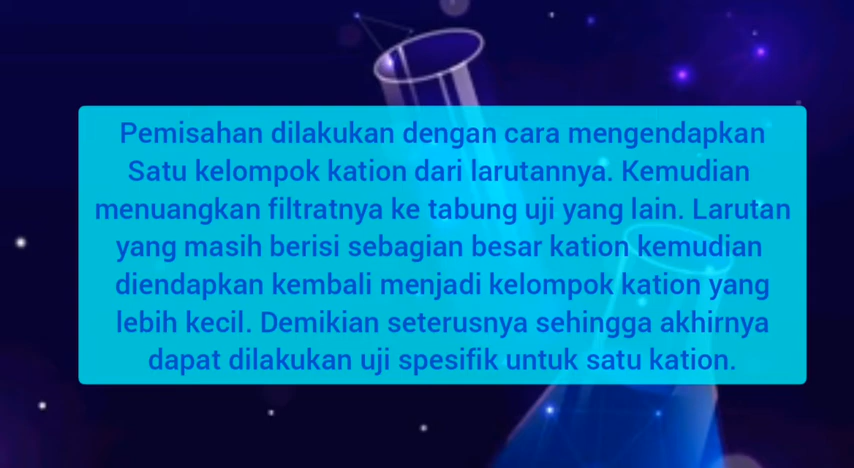 Pemisahan dilakukan dengan cara mengendapkan
Satu kelompok kation dari larutannya. Kemudian
menuangkan filtratnya ke tabung uji yang lain. Larutan
yang masih berisi sebagian besar kation kemudian
diendapkan kembali menjadi kelompok kation yang
lebih kecil. Demikian seterusnya sehingga akhirnya
dapat dilakukan uji spesifik untuk satu kation.